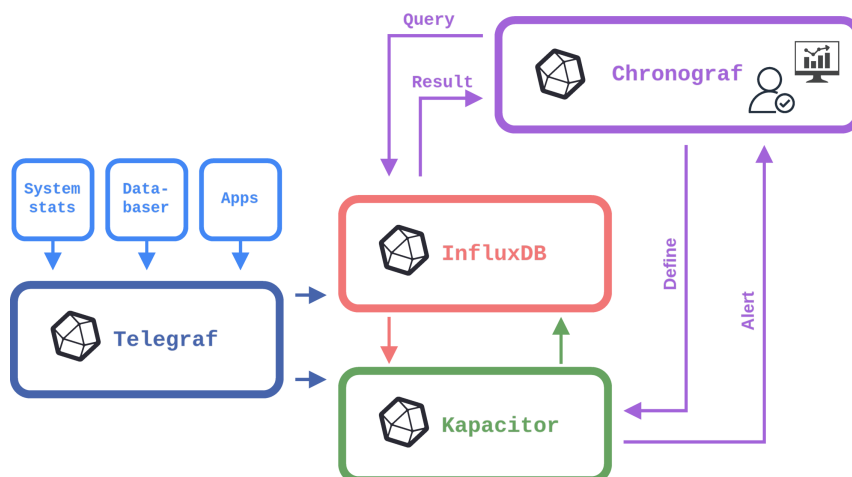 Query
Result
Chronograf
System
stats
Data-
baser
Apps
InfluxDB
Telegraf
Define
Alert
Kapacitor